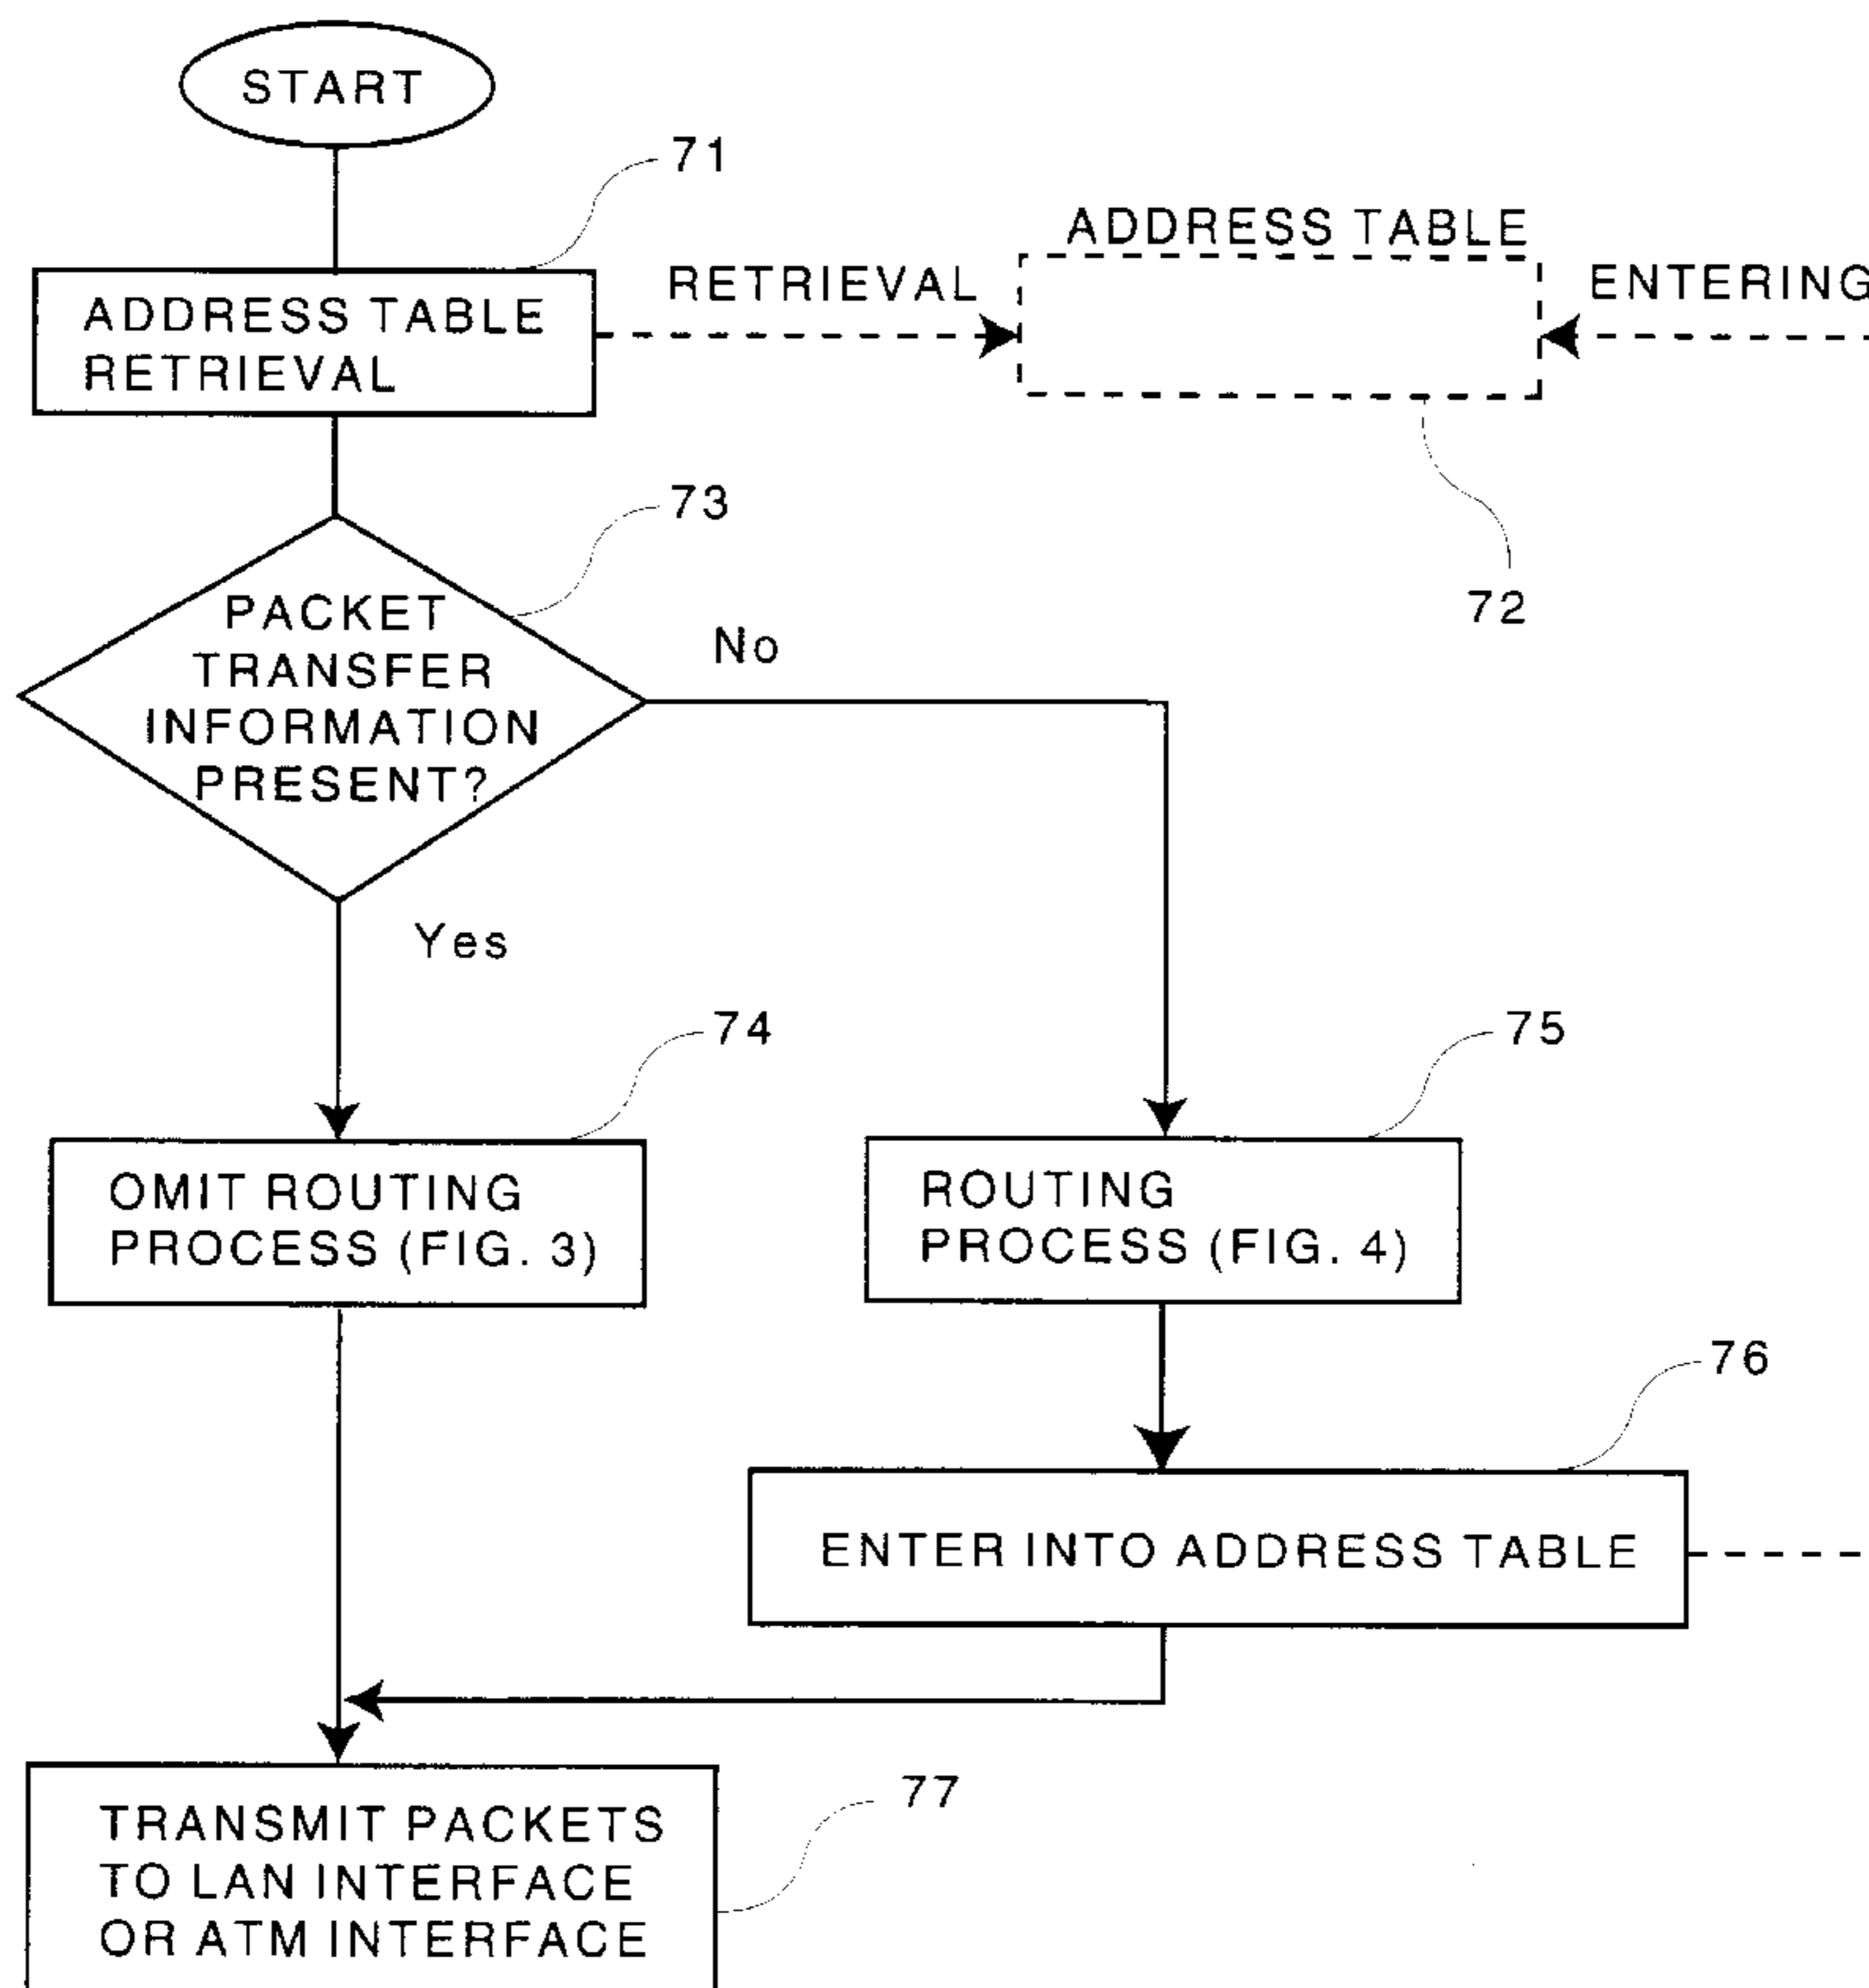 START
71
ADDRESS TABLE
RETRIEVAL
RETRIEVAL
ADDRESS TABLE
ENTERING
72
73
PACKET
TRANSFER
INFORMATION
PRESENT?
No
Yes
74
75
OMIT ROUTING
PROCESS (FIG. 3)
ROUTING
PROCESS (FIG. 4)
76
ENTER INTO ADDRESS TABLE
77
TRANSMIT PACKETS
TO LAN INTERFACE
OR ATM INTERFACE